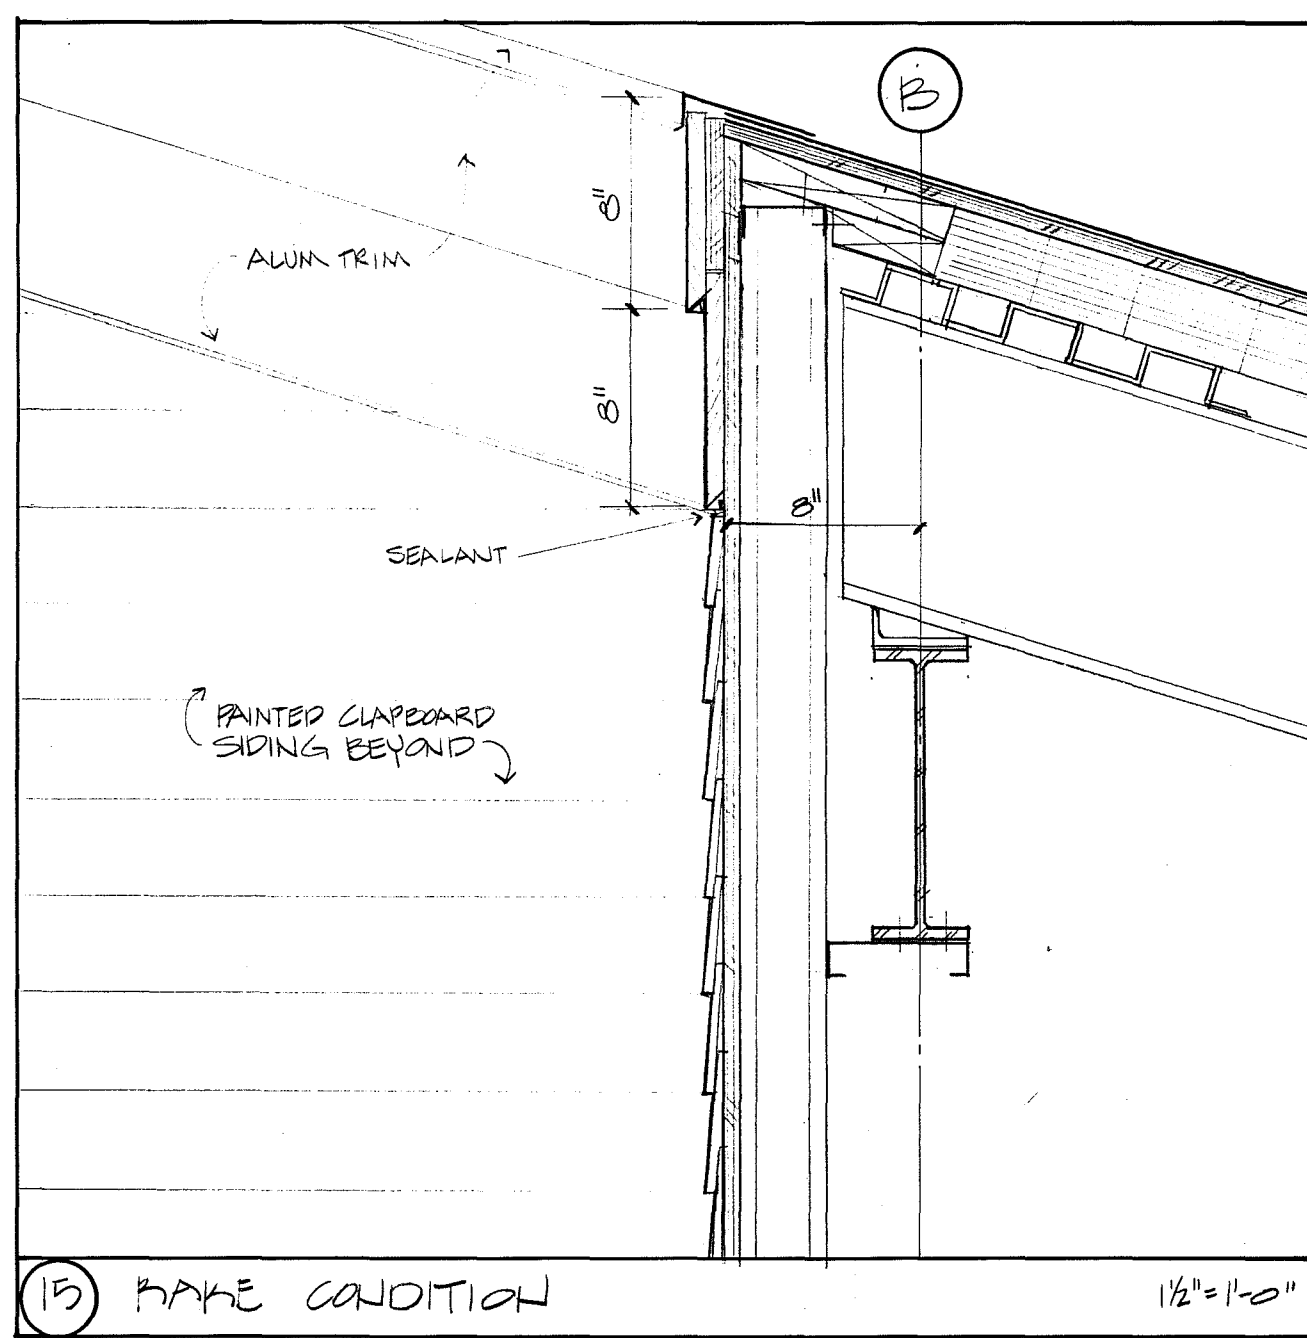 B
8"
ALUM TRIM
8"
8"
SEALANT
PAINTED CLAPBOARD
SIDING BEYOND
15 RAKE CONDITION 1½"=1'-0"